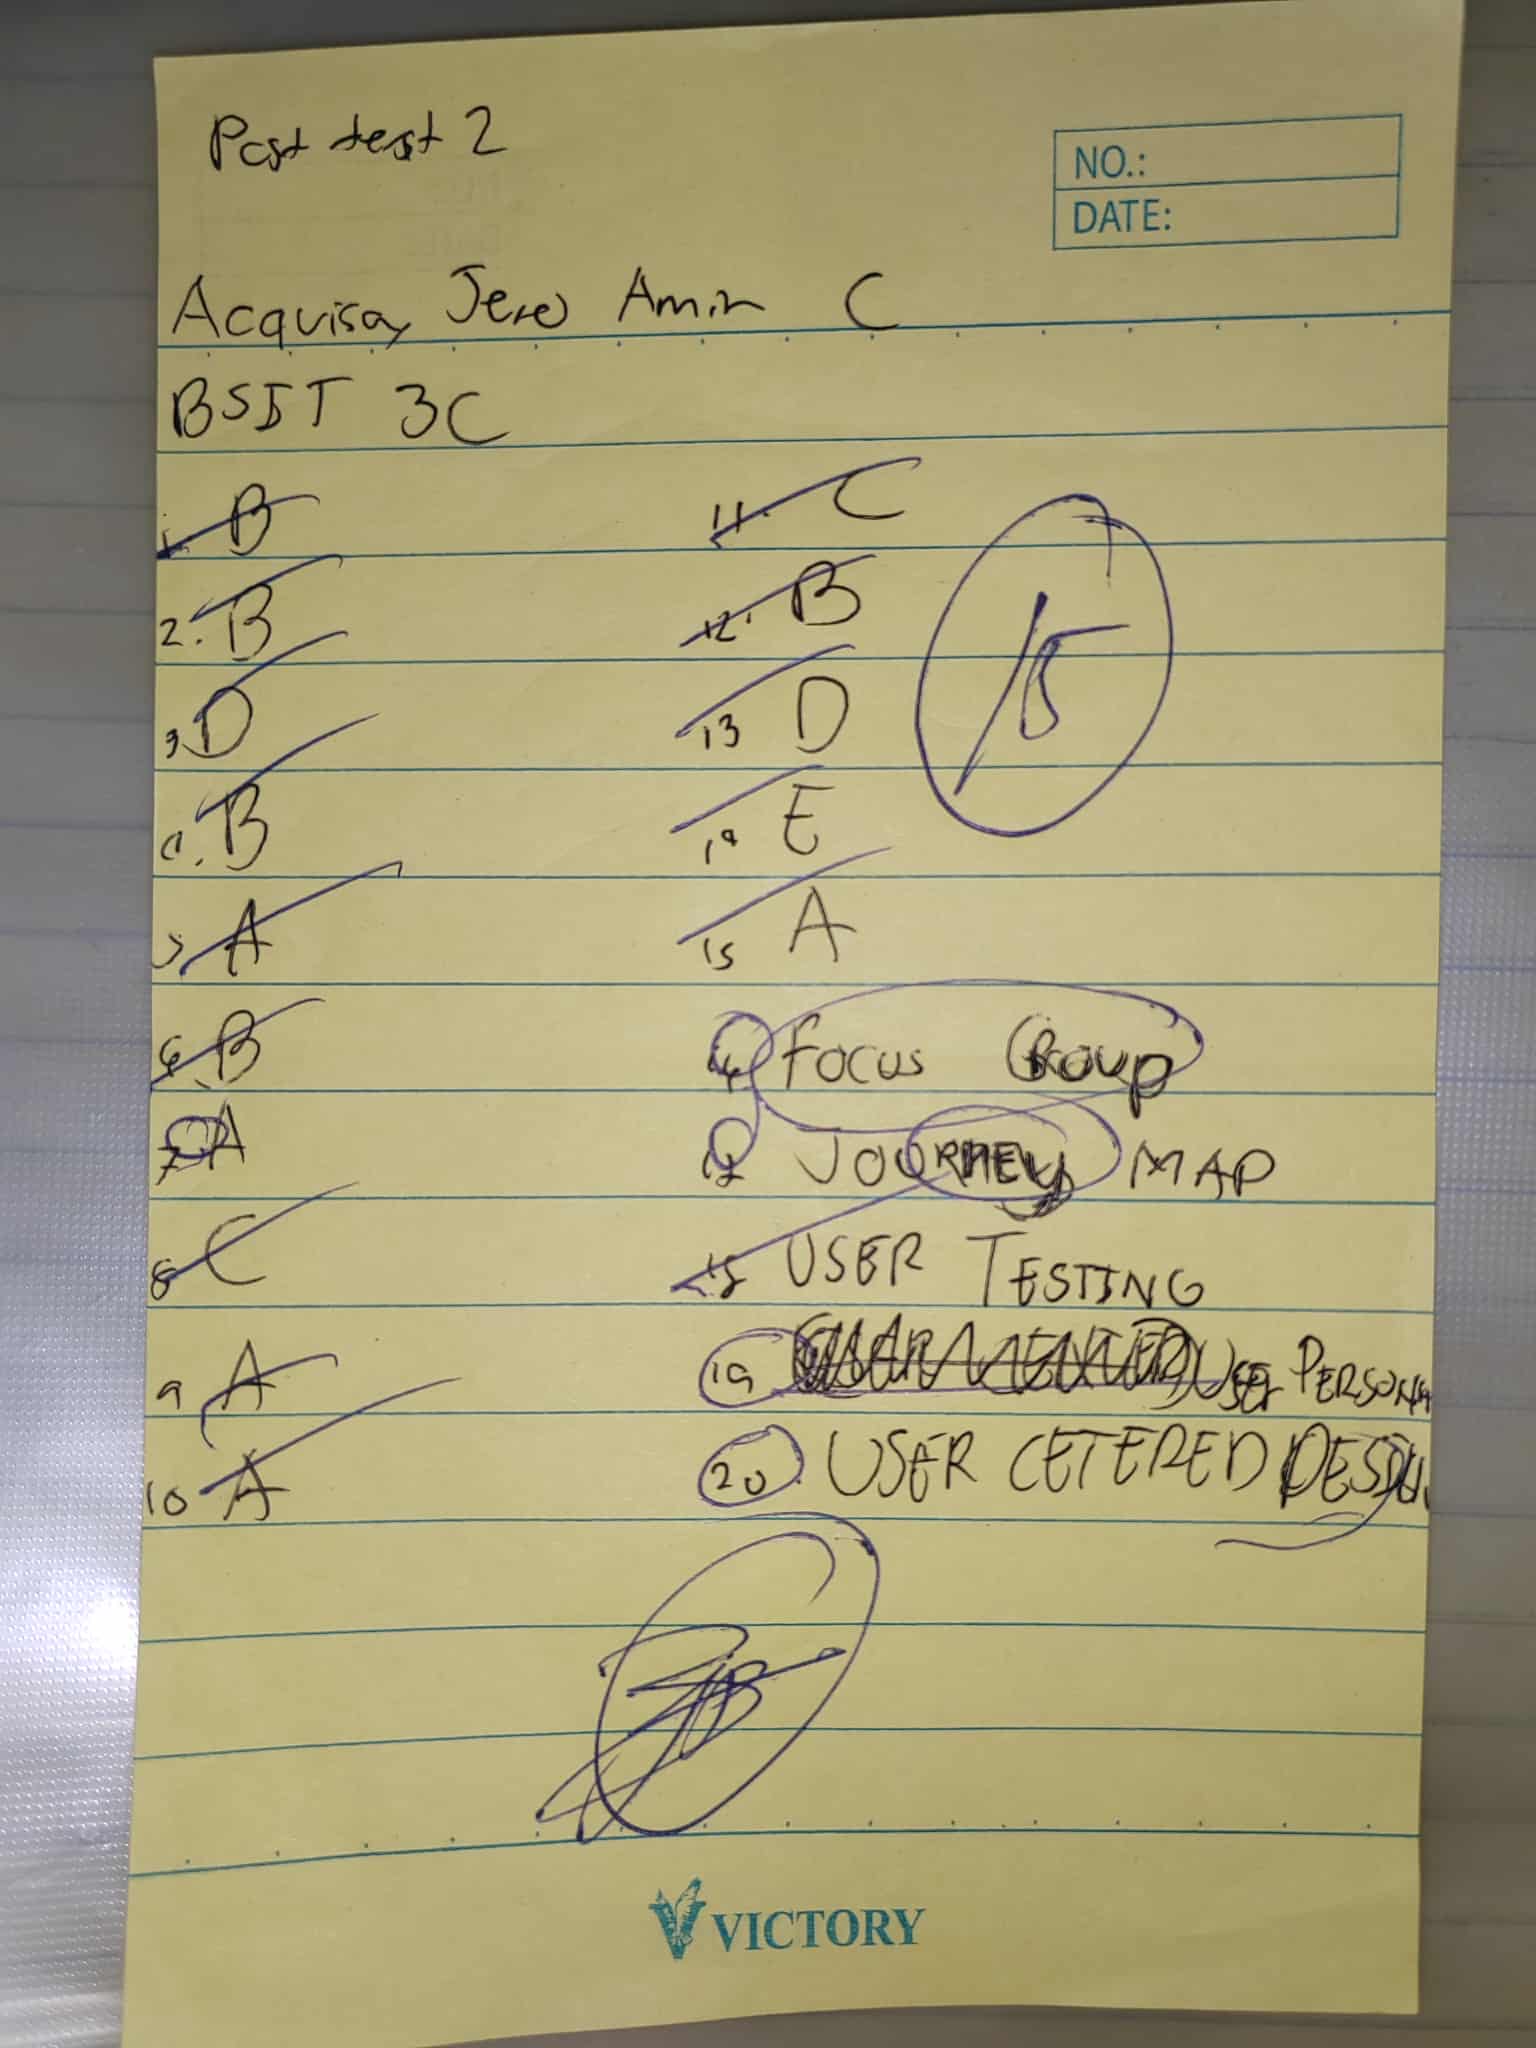 Post test 2
NO.:
DATE:
Acquisay Jero Amin C
BSIT 3C
1. B
2. B
3. D
4. B
5 A
6 B
7 A
8 C
9 A
10 A
11. C
12. B
13 D
14 E
15 A
16 Focus Group
17 JOURNEY MAP
18 USER TESTING
19 USER PERSONA
20. USER CETERED DESIGN
15
VICTORY